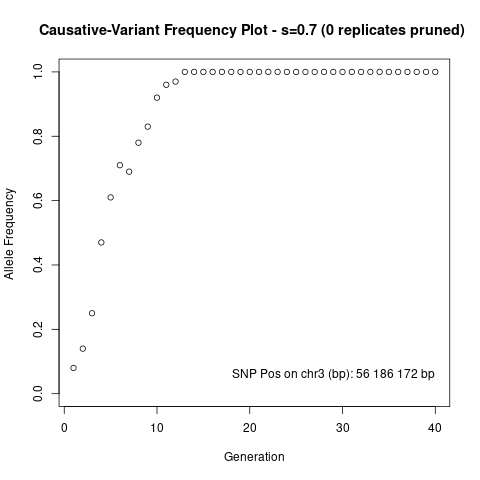 Causative-Variant Frequency Plot - s=0.7 (0 replicates pruned)
1.0
0.8
0.6
0.4
0.2
0.0
Allele Frequency
SNP Pos on chr3 (bp): 56 186 172 bp
0 10 20 30 40
Generation